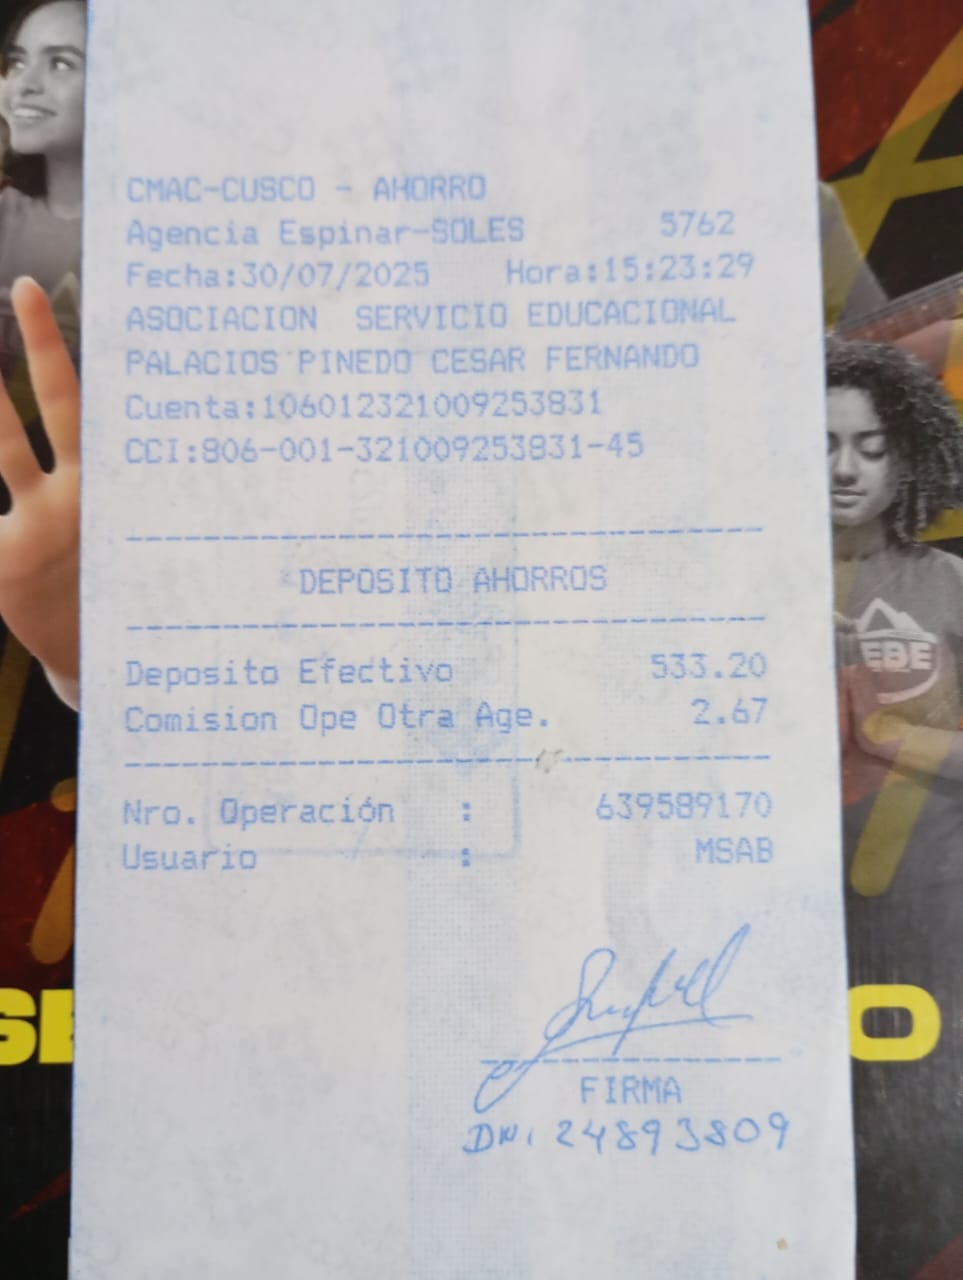 CMAC-CUSCO - AHORRO
Agencia Espinar-SOLES 5762
Fecha:30/07/2025 Hora:15:23:29
ASOCIACION SERVICIO EDUCACIONAL
PALACIOS PINEDO CESAR FERNANDO
Cuenta:106012321009253831
CCI:806-001-321009253831-45
DEPOSITO AHORROS
Deposito Efectivo 533.20
Comision Ope Otra Age. 2.67
Nro. Operación : 639589170
Usuario : MSAB
FIRMA
DNI 24893809
EBE
SE
O